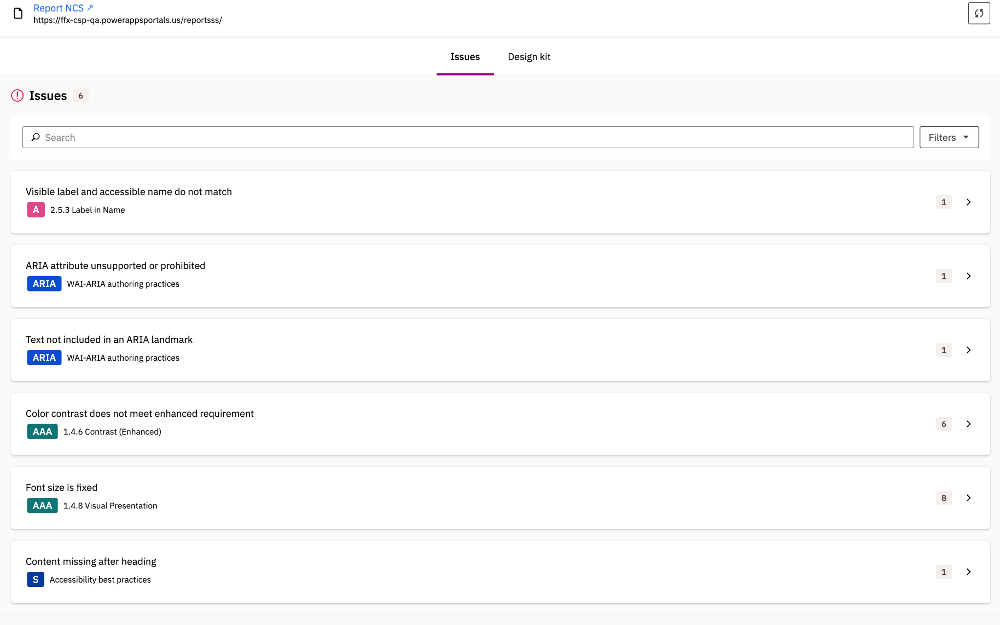 Report NCS ↗
https://ffx-csp-qa.powerappsportals.us/reportsss/
Issues
Design kit
Issues 6
Search
Filters
Visible label and accessible name do not match
A 2.5.3 Label in Name
1
ARIA attribute unsupported or prohibited
ARIA WAI-ARIA authoring practices
1
Text not included in an ARIA landmark
ARIA WAI-ARIA authoring practices
1
Color contrast does not meet enhanced requirement
AAA 1.4.6 Contrast (Enhanced)
6
Font size is fixed
AAA 1.4.8 Visual Presentation
8
Content missing after heading
S Accessibility best practices
1